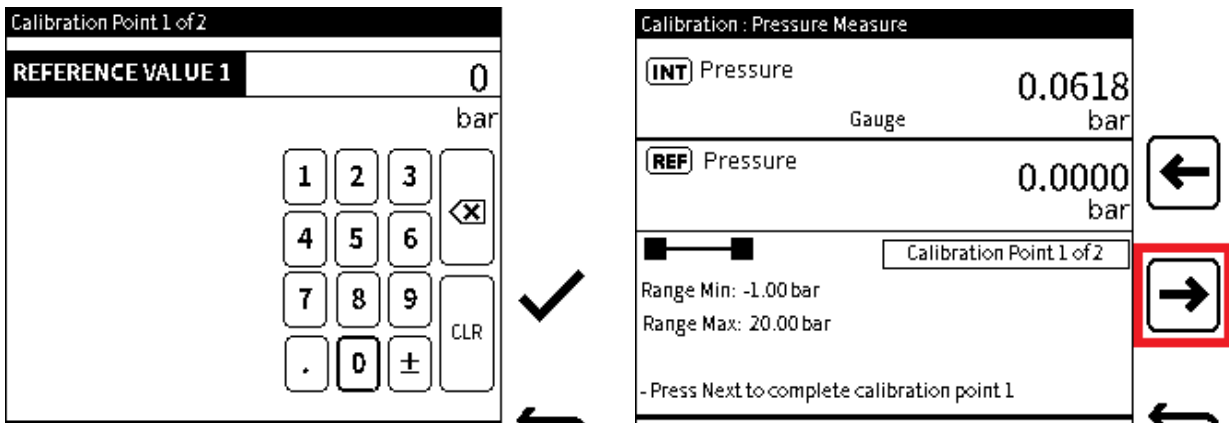 Calibration Point 1 of 2
REFERENCE VALUE 1 0
bar
1 2 3
4 5 6
7 8 9
CLR
. 0 ±
Calibration : Pressure Measure
INT Pressure
0.0618
Gauge bar
REF Pressure
0.0000
bar
Calibration Point 1 of 2
Range Min: -1.00 bar
Range Max: 20.00 bar
- Press Next to complete calibration point 1